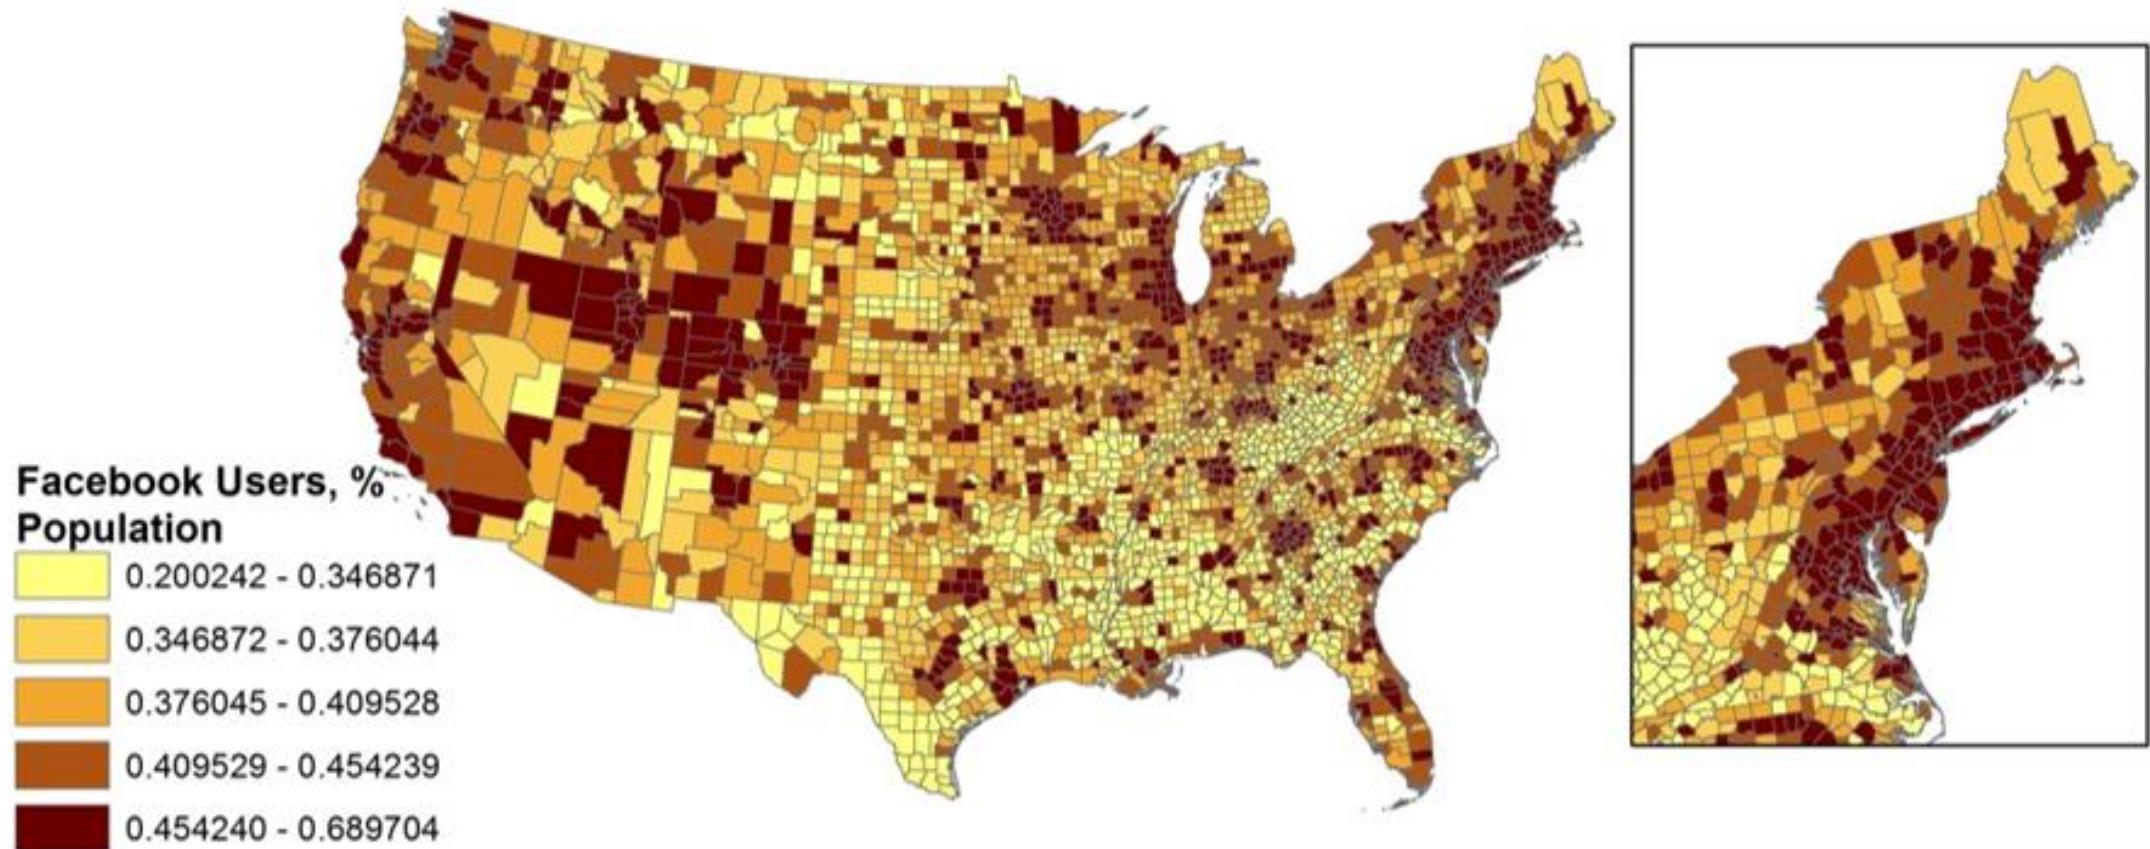 Facebook Users, %
Population
0.200242 - 0.346871
0.346872 - 0.376044
0.376045 - 0.409528
0.409529 - 0.454239
0.454240 - 0.689704